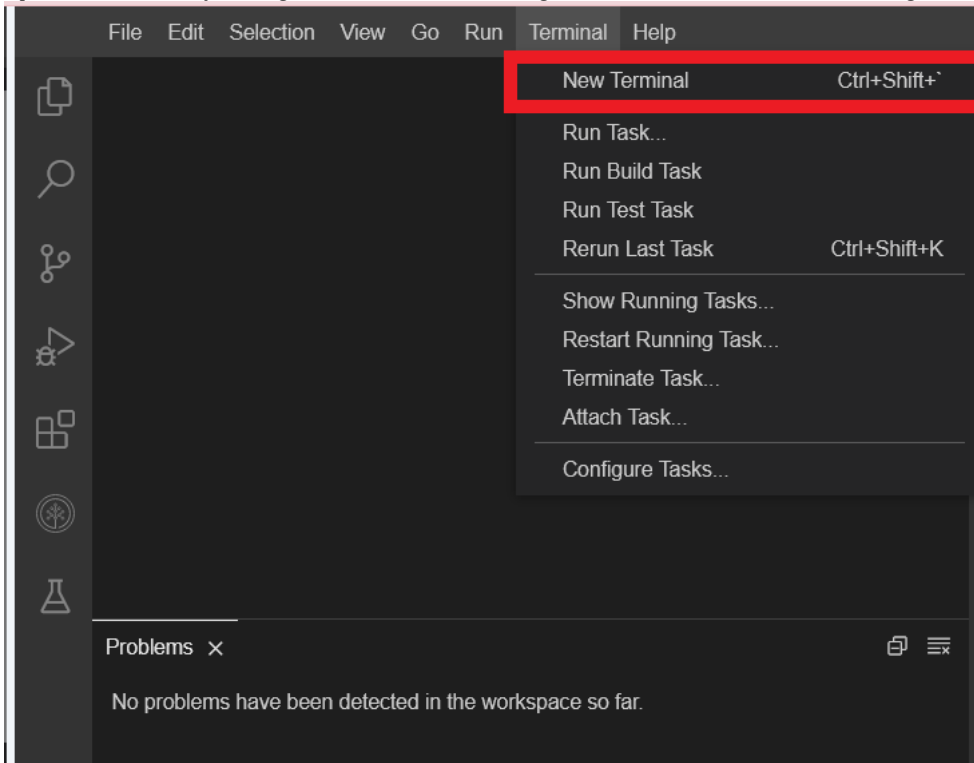 File Edit Selection View Go Run Terminal Help
New Terminal Ctrl+Shift+`
Run Task...
Run Build Task
Run Test Task
Rerun Last Task Ctrl+Shift+K
Show Running Tasks...
Restart Running Task...
Terminate Task...
Attach Task...
Configure Tasks...
Problems
No problems have been detected in the workspace so far.